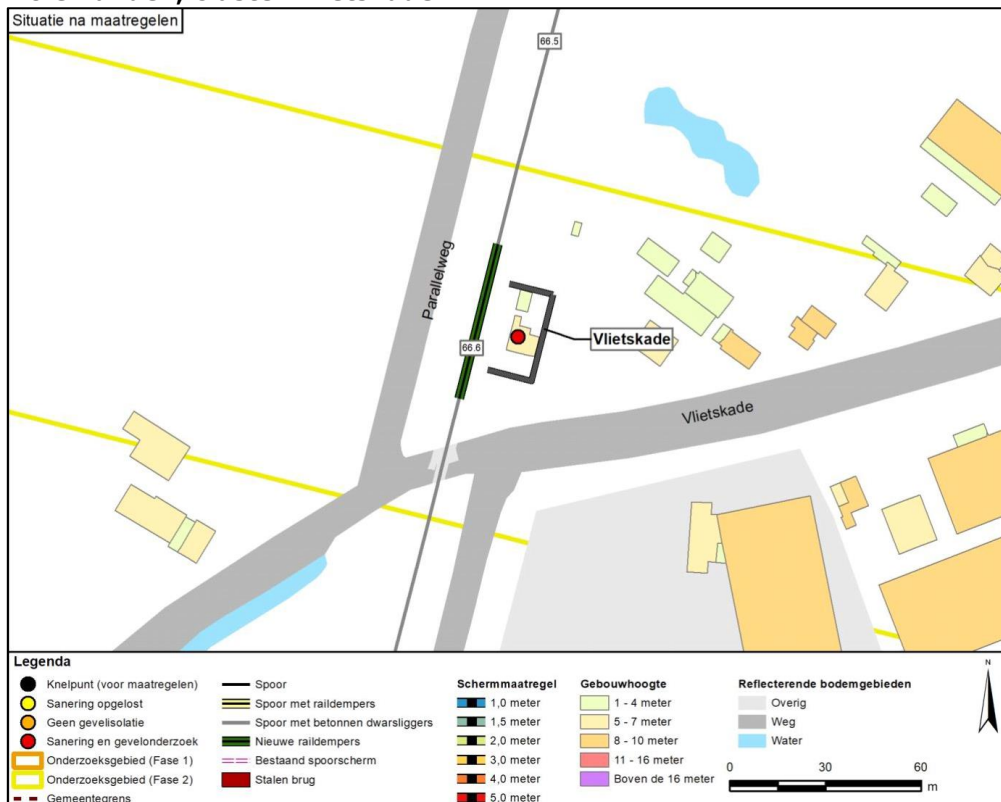 Situatie na maatregelen
66.5
Parallelweg
66.6
Vlietskade
Vlietskade
Legenda
Knelpunt (voor maatregelen)
Sanering opgelost
Geen gevelisolatie
Sanering en gevelonderzoek
Onderzoeksgebied (Fase 1)
Onderzoeksgebied (Fase 2)
Gemeentegrens
Spoor
Spoor met raildempers
Spoor met betonnen dwarsliggers
Nieuwe raildempers
Bestaand spoorscherm
Stalen brug
Schermmaatregel
1,0 meter
1,5 meter
2,0 meter
3,0 meter
4,0 meter
5,0 meter
Gebouwhoogte
1 - 4 meter
5 - 7 meter
8 - 10 meter
11 - 16 meter
Boven de 16 meter
Reflecterende bodemgebieden
Overig
Weg
Water
N
0 30 60
m